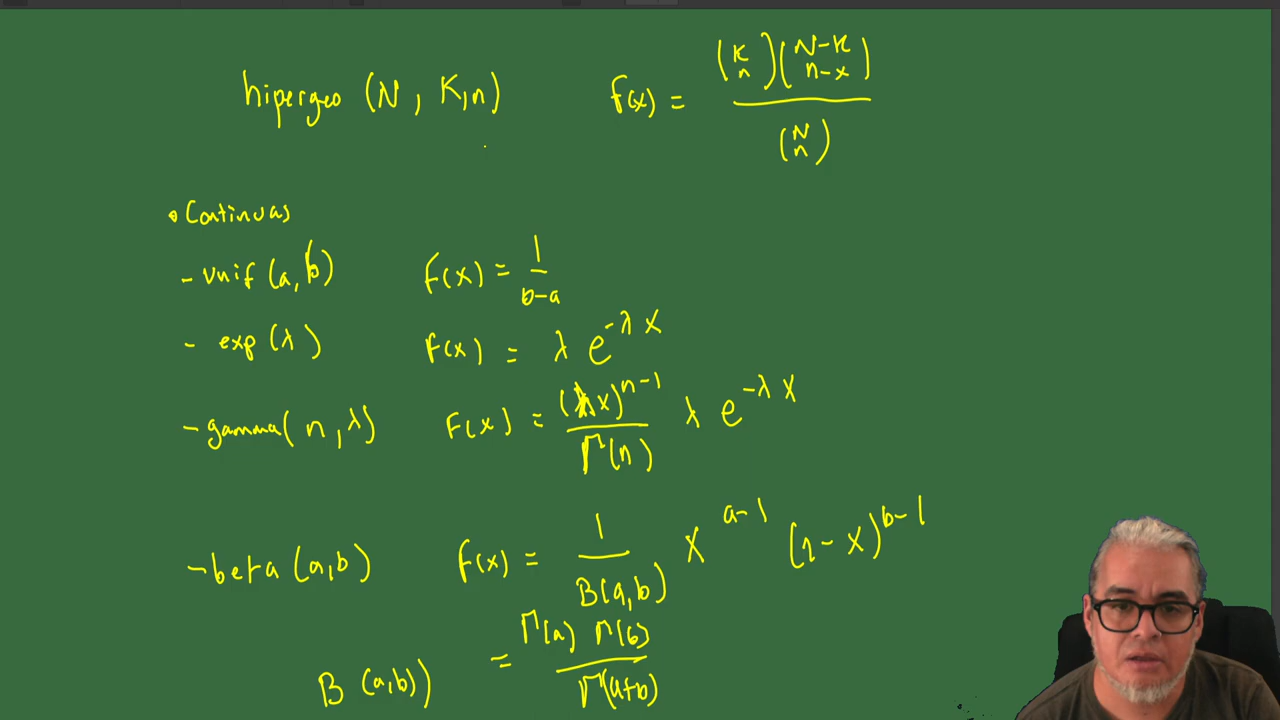 hipergeo (N, K, n) f(x) = (K n)(N-K n-x) / (N n)
• Continuas
- unif (a, b) f(x) = 1 / b-a
- exp (λ) f(x) = λ e^{-λx}
- gamma (n, λ) f(x) = (λx)^{n-1} / Γ(n) λ e^{-λx}
- beta (a,b) f(x) = 1 / B(a,b) x^{a-1} (1-x)^{b-1}
B (a,b)) = Γ(a) Γ(b) / Γ(a+b)